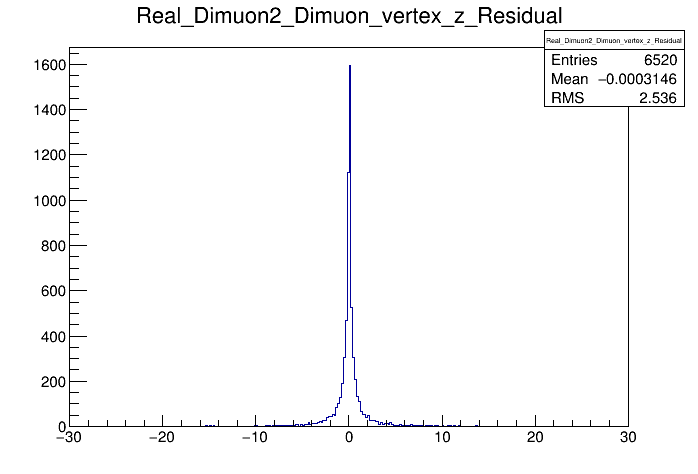 Real_Dimuon2_Dimuon_vertex_z_Residual
Real_Dimuon2_Dimuon_vertex_z_Residual
Entries 6520
Mean −0.0003146
RMS 2.536
1600
1400
1200
1000
800
600
400
200
0
−30 −20 −10 0 10 20 30